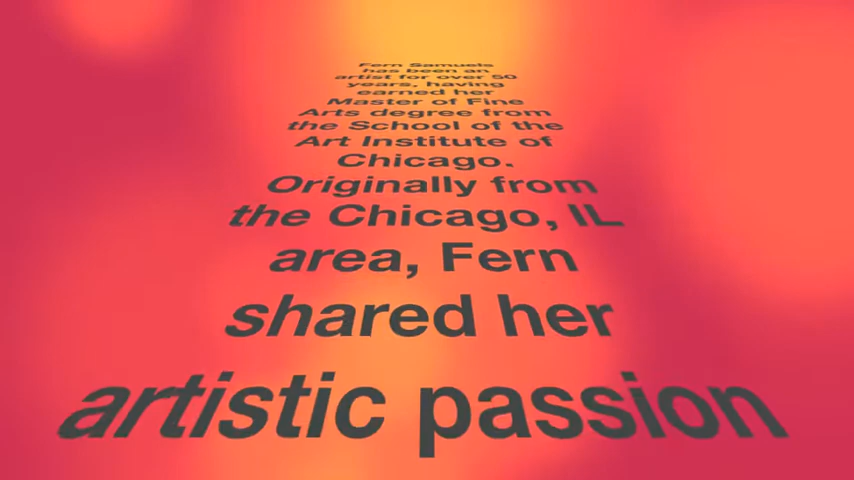 Fern Samuels
has been an
artist for over 50
years, having
earned her
Master of Fine
Arts degree from
the School of the
Art Institute of
Chicago.
Originally from
the Chicago, IL
area, Fern
shared her
artistic passion